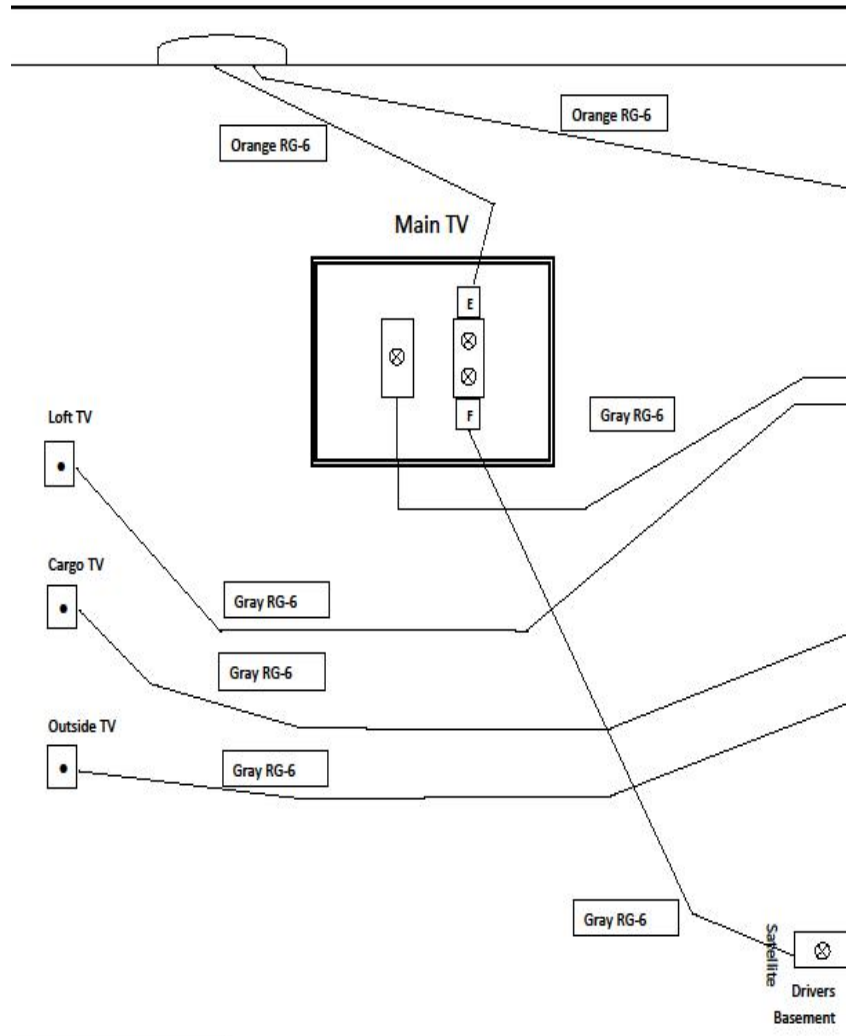 Orange RG-6
Orange RG-6
Main TV
E
F
Gray RG-6
Loft TV
Cargo TV
Gray RG-6
Gray RG-6
Outside TV
Gray RG-6
Gray RG-6
Satellite
Drivers
Basement